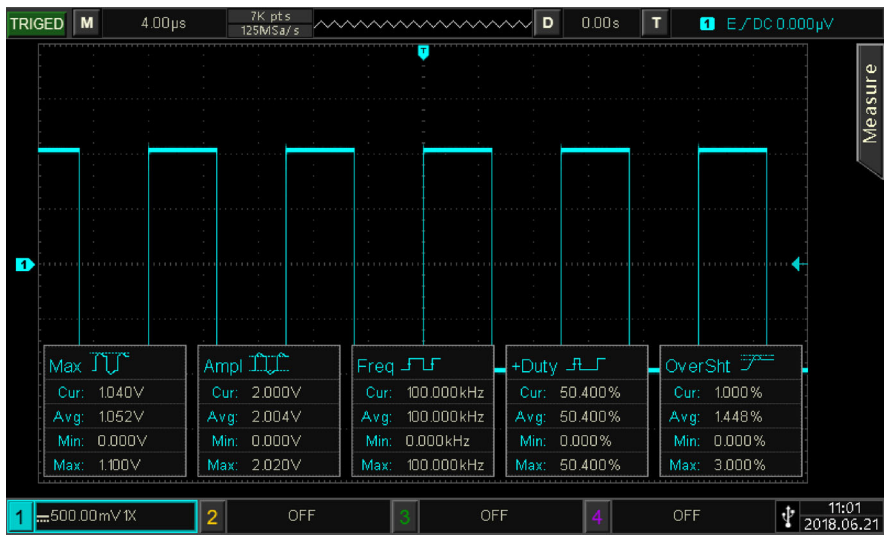 TRIGED M 4.00µs 7K pts D 0.00s T 1 E DC 0.000µV
125MSa/s
T
Measure
1
Max Ampl Freq +Duty OverSht
Cur: 1.040V Cur: 2.000V Cur: 100.000kHz Cur: 50.400% Cur: 1.000%
Avg: 1.052V Avg: 2.004V Avg: 100.000kHz Avg: 50.400% Avg: 1.448%
Min: 0.000V Min: 0.000V Min: 0.000kHz Min: 0.000% Min: 0.000%
Max: 1.100V Max: 2.020V Max: 100.000kHz Max: 50.400% Max: 3.000%
1 500.00mV 1X 2 OFF 3 OFF 4 OFF 11:01
2018.06.21